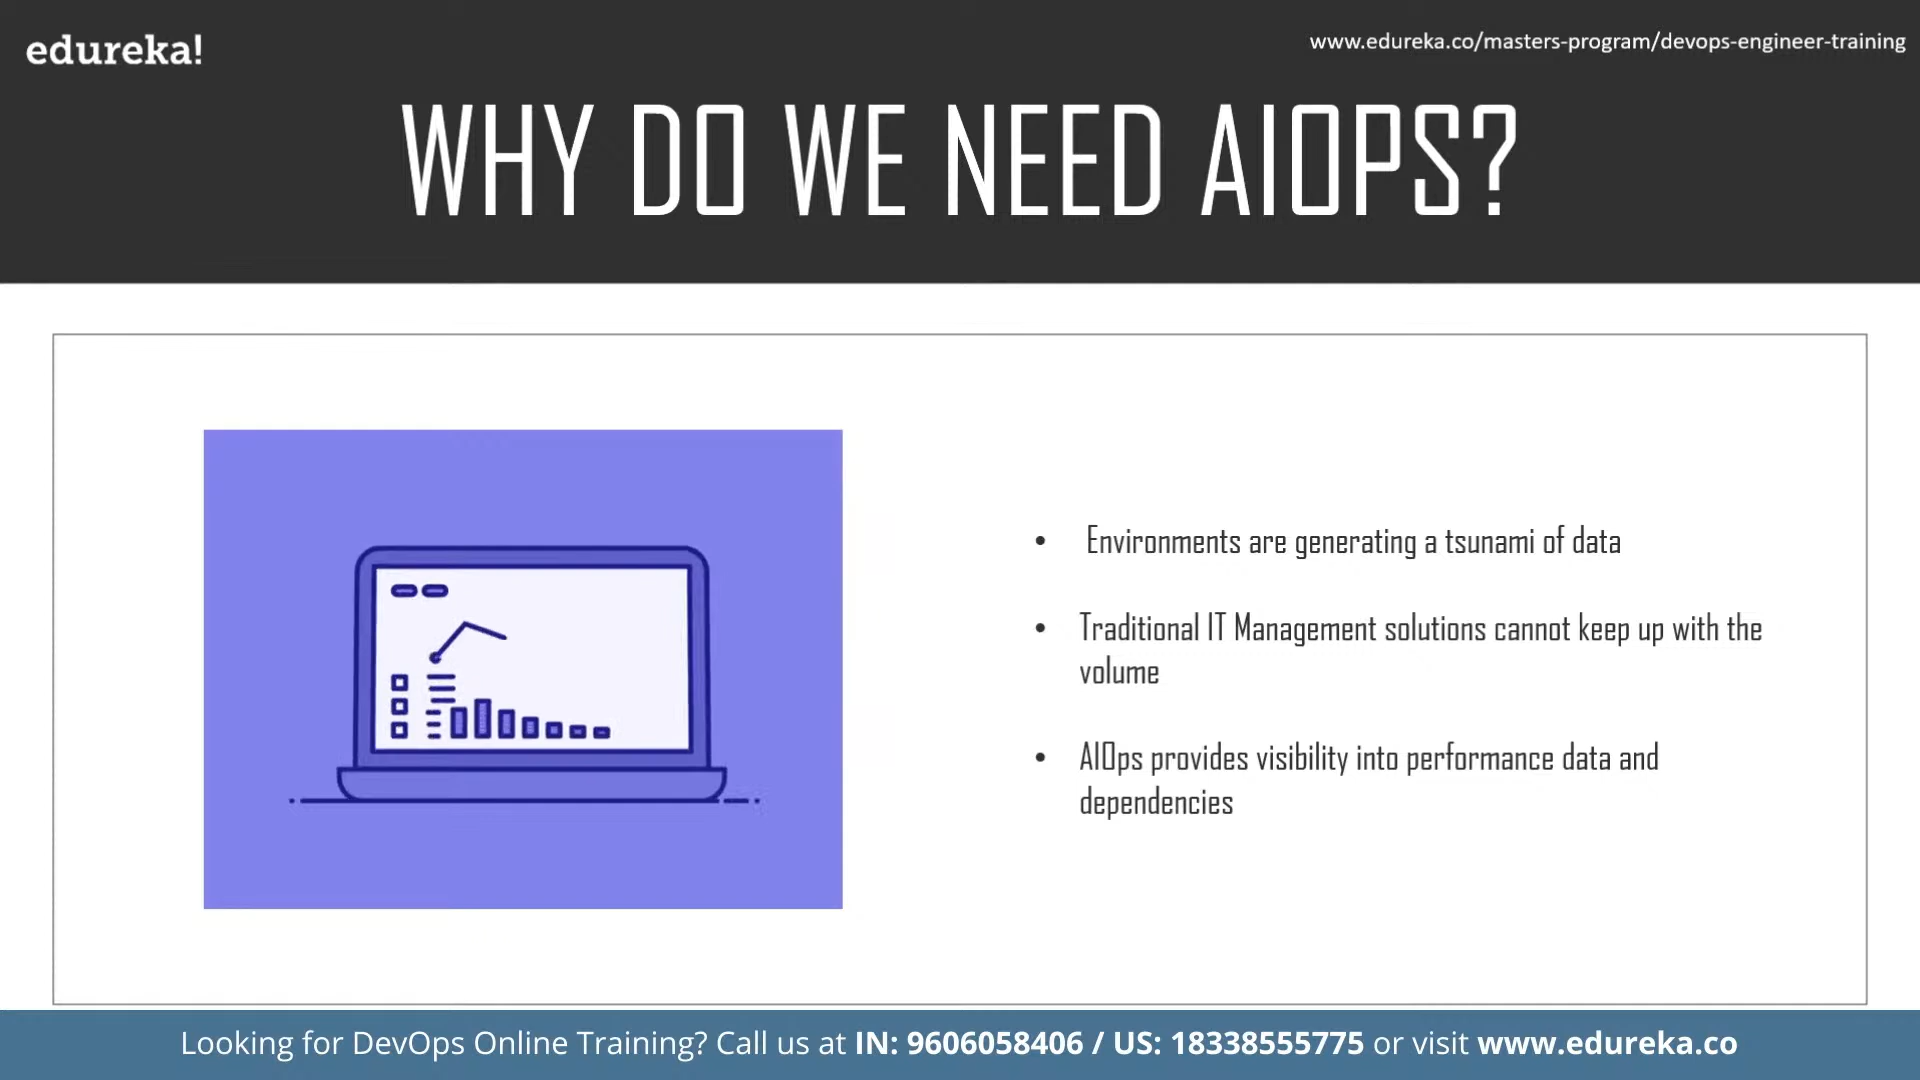 edureka!
www.edureka.co/masters-program/devops-engineer-training
WHY DO WE NEED AIOPS?
• Environments are generating a tsunami of data
• Traditional IT Management solutions cannot keep up with the
volume
• AIOps provides visibility into performance data and
dependencies
Looking for DevOps Online Training? Call us at IN: 9606058406 / US: 18338555775 or visit www.edureka.co